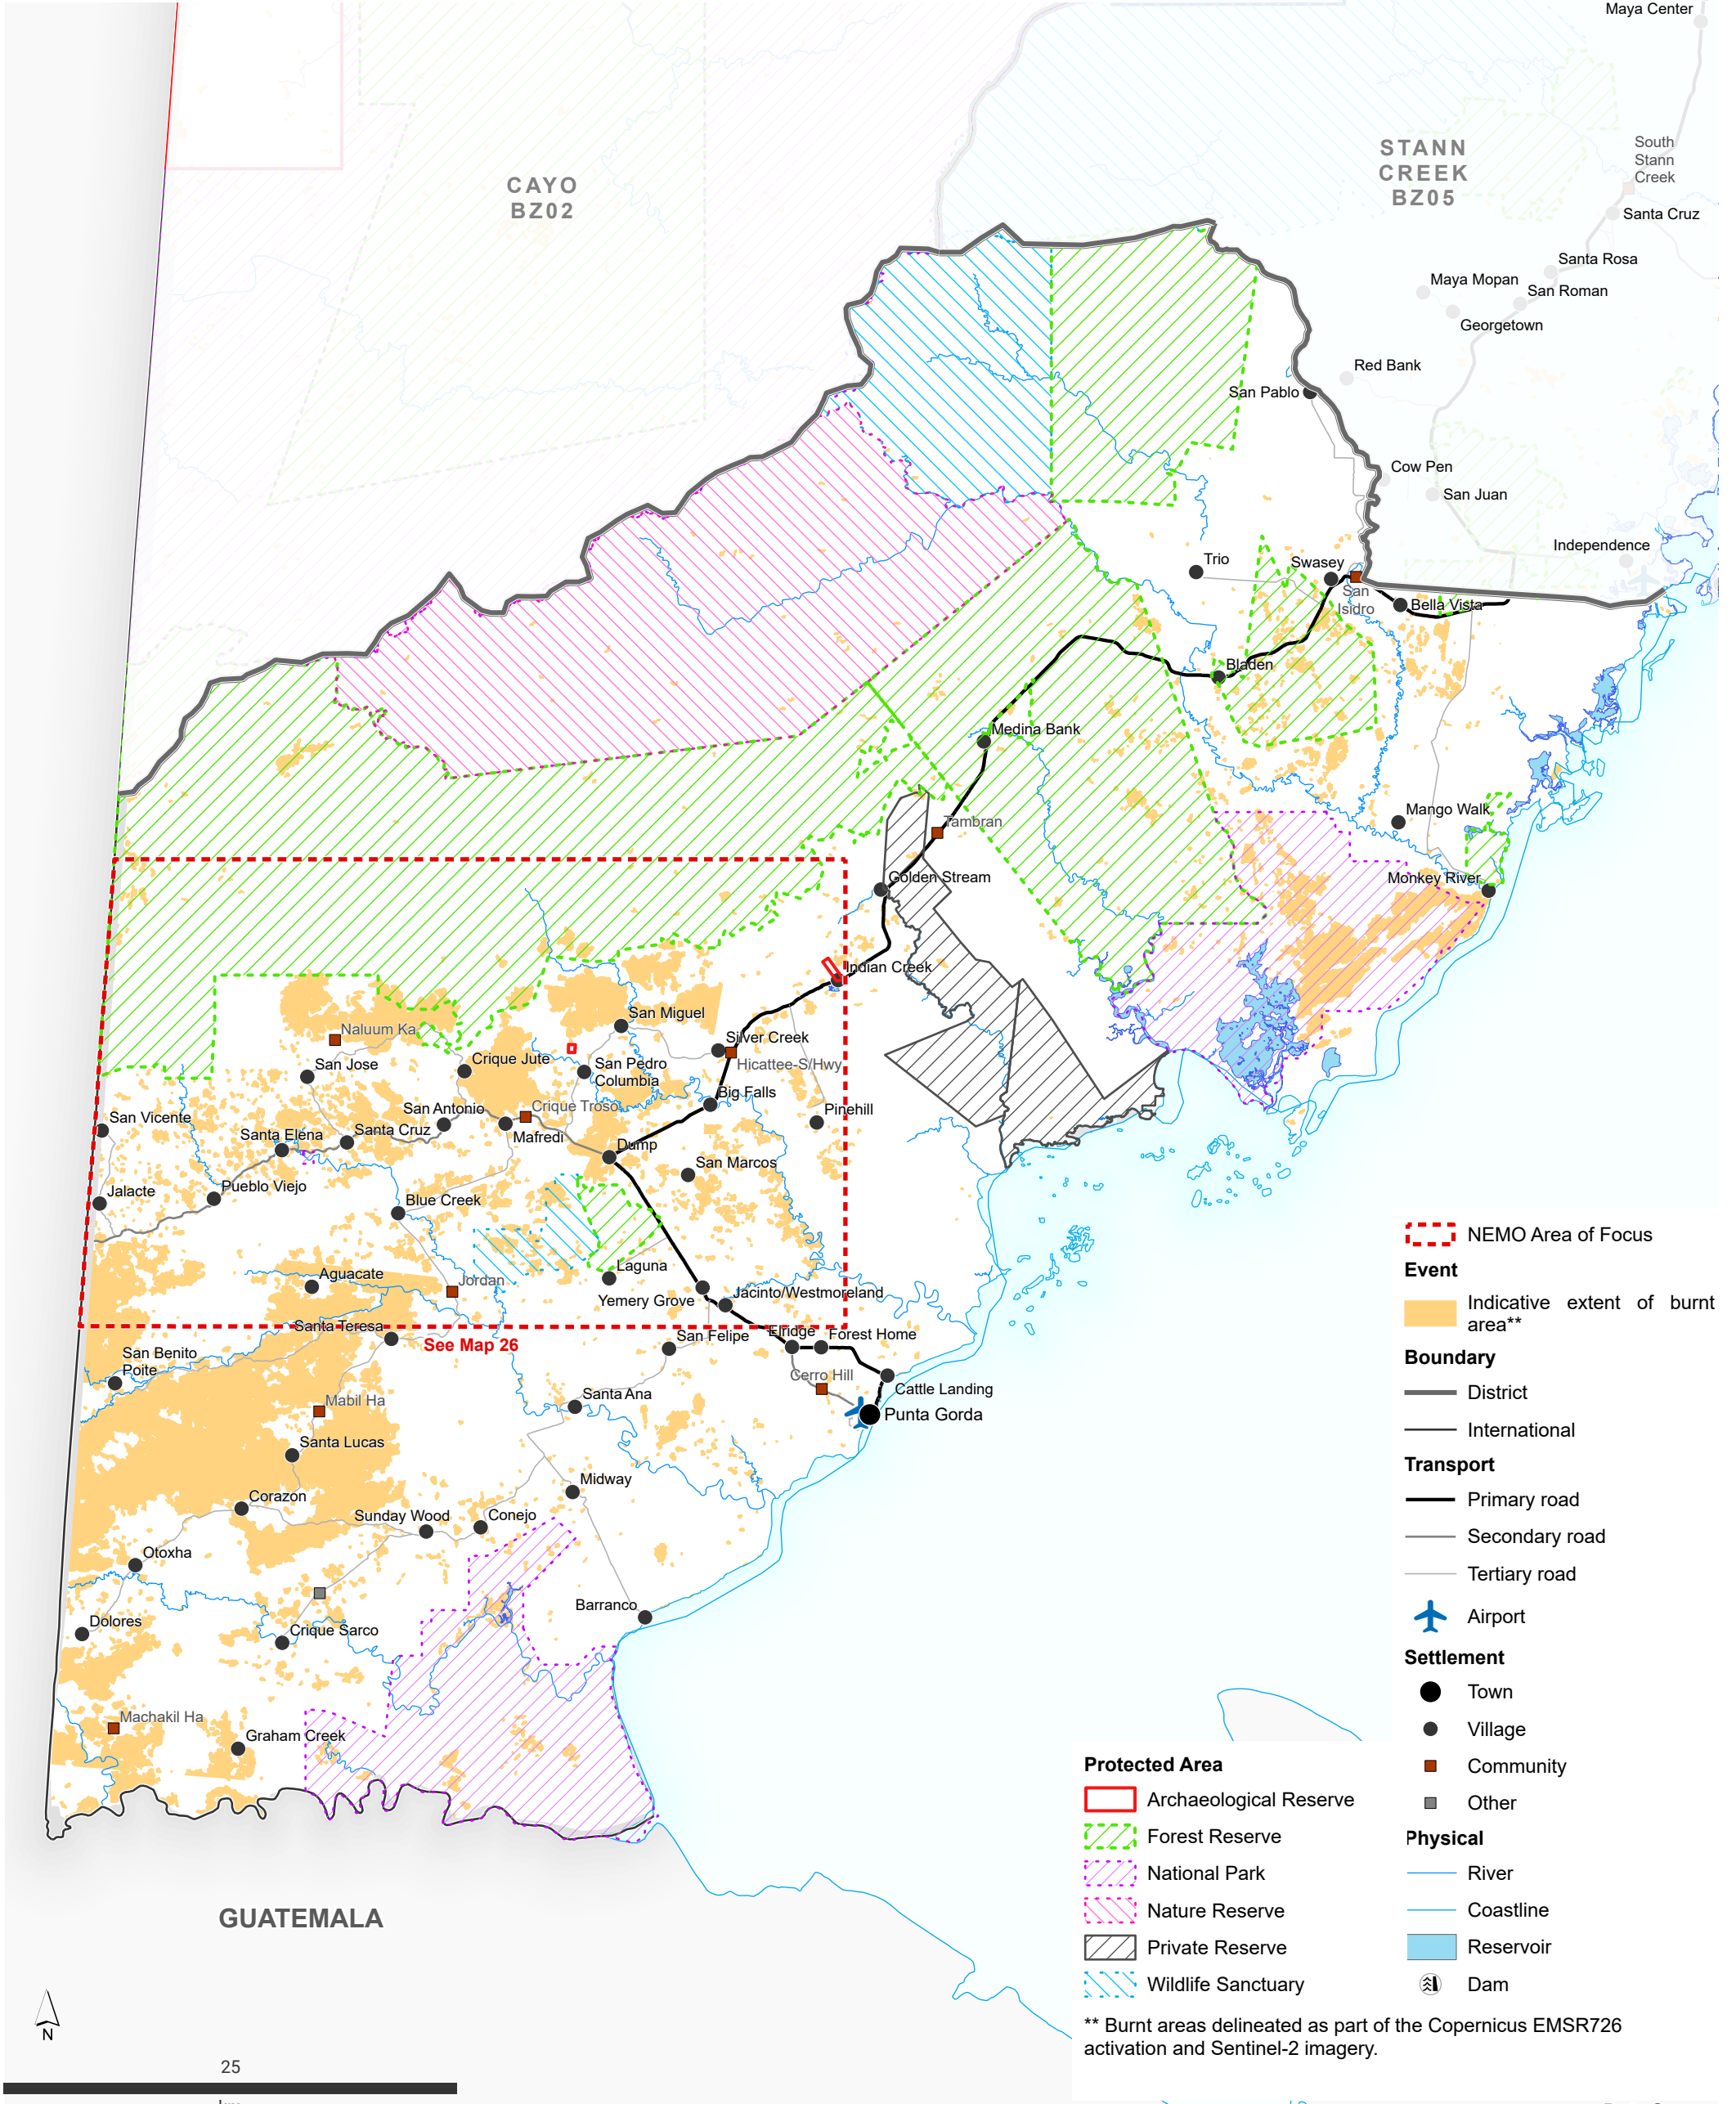 Maya Center
CAYO
BZ02
STANN
CREEK
BZ05
South
Stann
Creek
Santa Cruz
Santa Rosa
Maya Mopan
San Roman
Georgetown
Red Bank
San Pablo
Cow Pen
San Juan
Independence
Trio
Swasey
San
Isidro
Bella Vista
Bladen
Medina Bank
Mango Walk
Tambran
Monkey River
Golden Stream
Indian Creek
San Miguel
Naluum Ka
Silver Creek
Hicattee-S/Hwy
San Jose
Crique Jute
San Pedro
Columbia
Big Falls
San Vicente
San Antonio
Crique Trosa
Pinehill
Santa Elena
Santa Cruz
Mafredi
Dump
San Marcos
Jalacte
Pueblo Viejo
Blue Creek
Aguacate
Jordan
Laguna
Yemery Grove
Jacinto/Westmoreland
Santa Teresa
See Map 26
San Felipe
Elridge
Forest Home
San Benito
Poite
Cerro Hill
Cattle Landing
Mabil Ha
Santa Ana
Punta Gorda
Santa Lucas
Midway
Corazon
Sunday Wood
Conejo
Otoxha
Barranco
Dolores
Crique Sarco
Machakil Ha
Graham Creek
GUATEMALA
N
25
NEMO Area of Focus
Event
Indicative extent of burnt
area**
Boundary
District
International
Transport
Primary road
Secondary road
Tertiary road
Airport
Settlement
Town
Village
Community
Other
Physical
River
Coastline
Reservoir
Dam
Protected Area
Archaeological Reserve
Forest Reserve
National Park
Nature Reserve
Private Reserve
Wildlife Sanctuary
** Burnt areas delineated as part of the Copernicus EMSR726
activation and Sentinel-2 imagery.